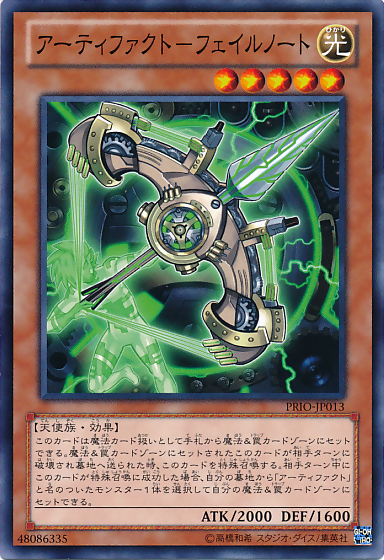 アーティファクト－フェイルノート
ひかり
光
PRIO-JP013
【天使族・効果】
このカードは魔法カード扱いとして手札から魔法&罠カードゾーンにセット
できる。魔法&罠カードゾーンにセットされたこのカードが相手ターンに
破壊され墓地へ送られた時、このカードを特殊召喚する。相手ターン中に
このカードが特殊召喚に成功した場合、自分の墓地から「アーティファクト」
と名のついたモンスター1体を選択して自分の魔法&罠カードゾーンに
セットできる。
ATK/2000 DEF/1600
48086335
©高橋和希 スタジオ・ダイス/集英社